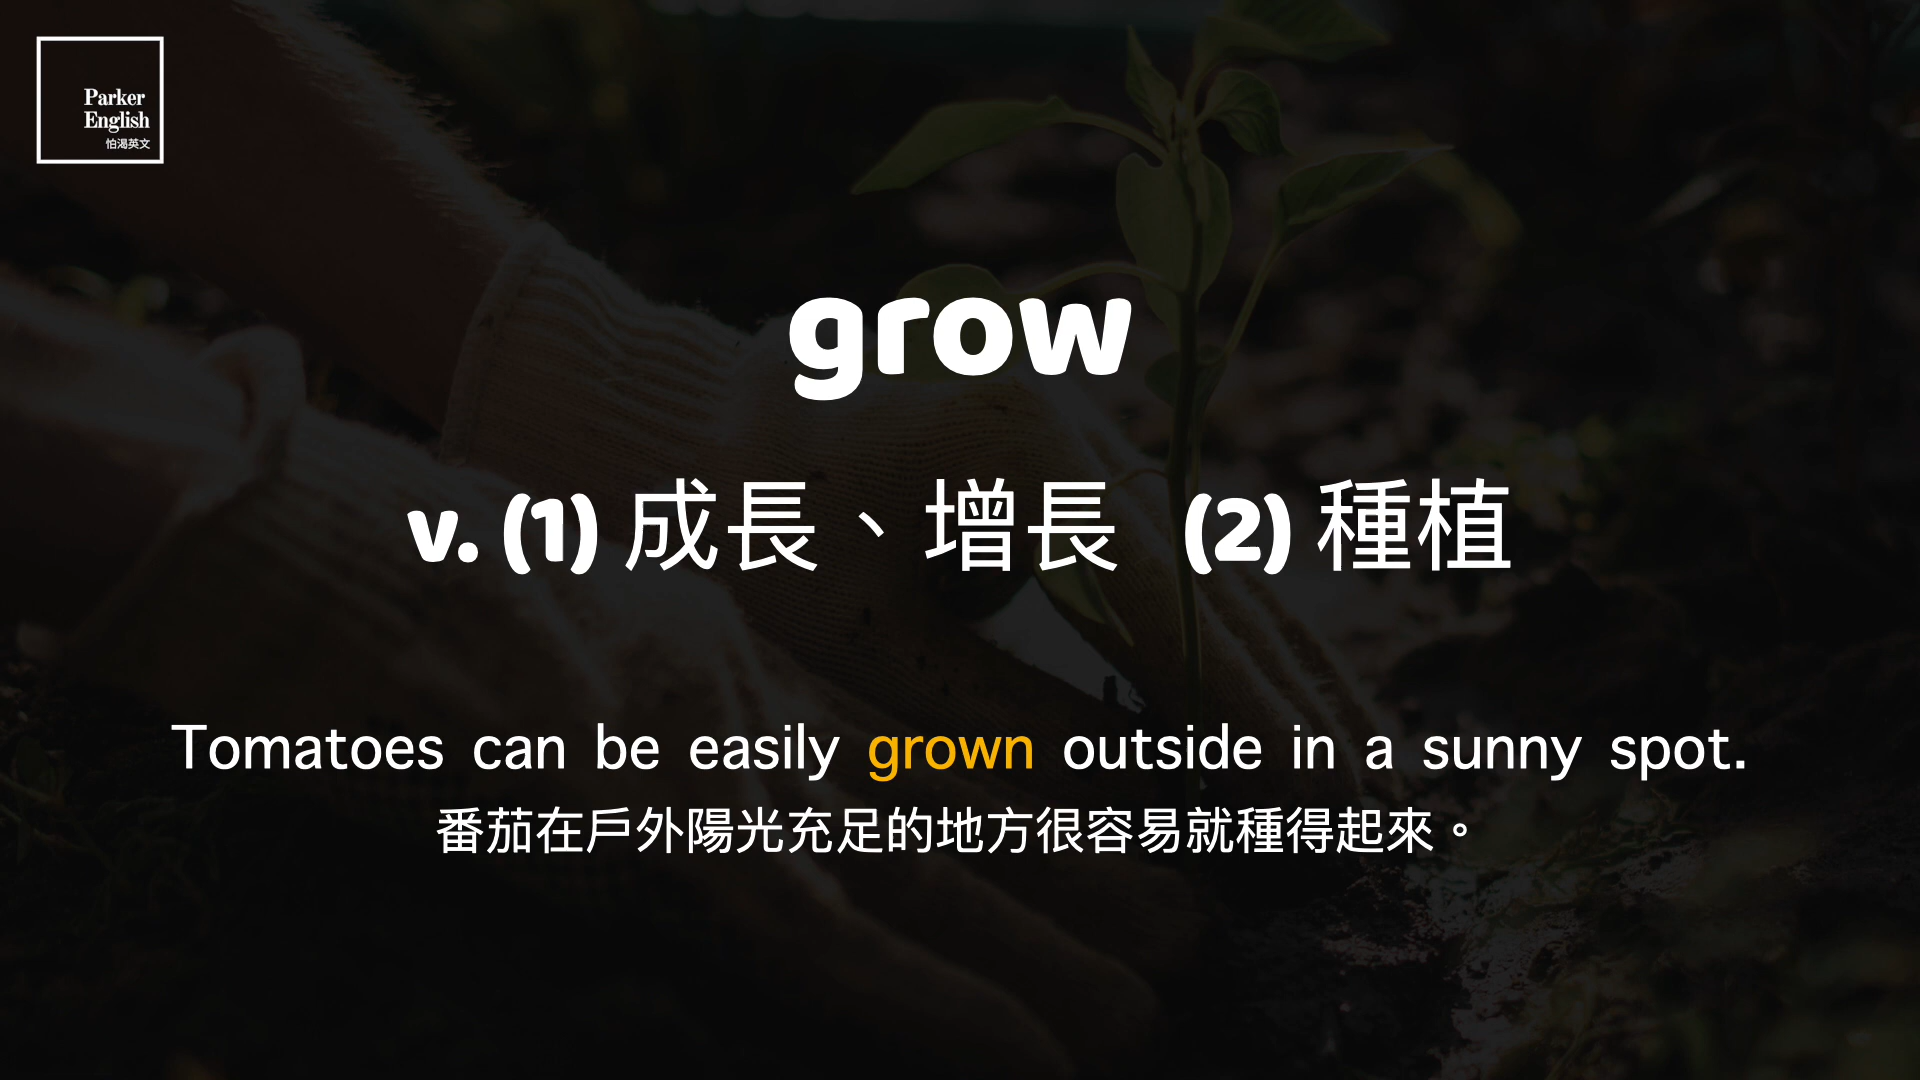 Parker
English
怕渴英文
grow
v. (1) 成長、增長 (2) 種植
Tomatoes can be easily grown outside in a sunny spot.
番茄在戶外陽光充足的地方很容易就種得起來。